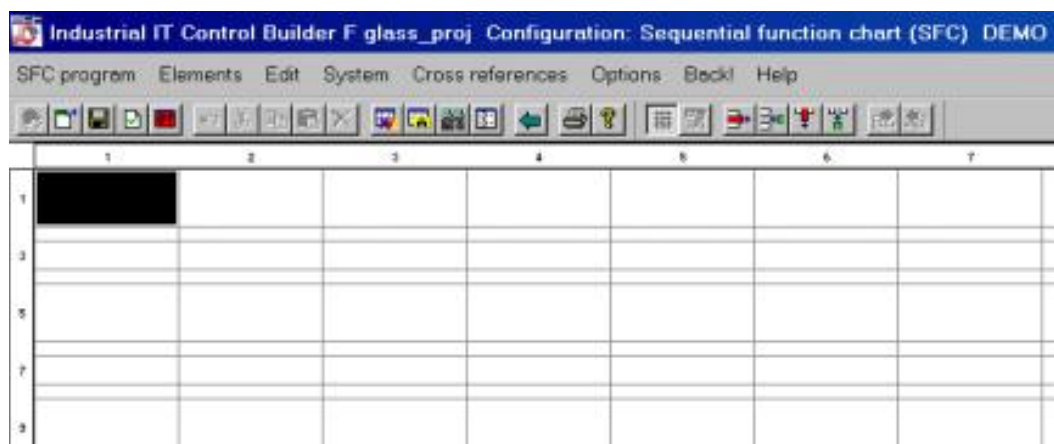 Industrial IT Control Builder F glass_proj Configuration: Sequential function chart (SFC) DEMO
SFC program Elements Edit System Cross references Options Back! Help
1 2 3 4 5 6 7
1
3
5
7
9